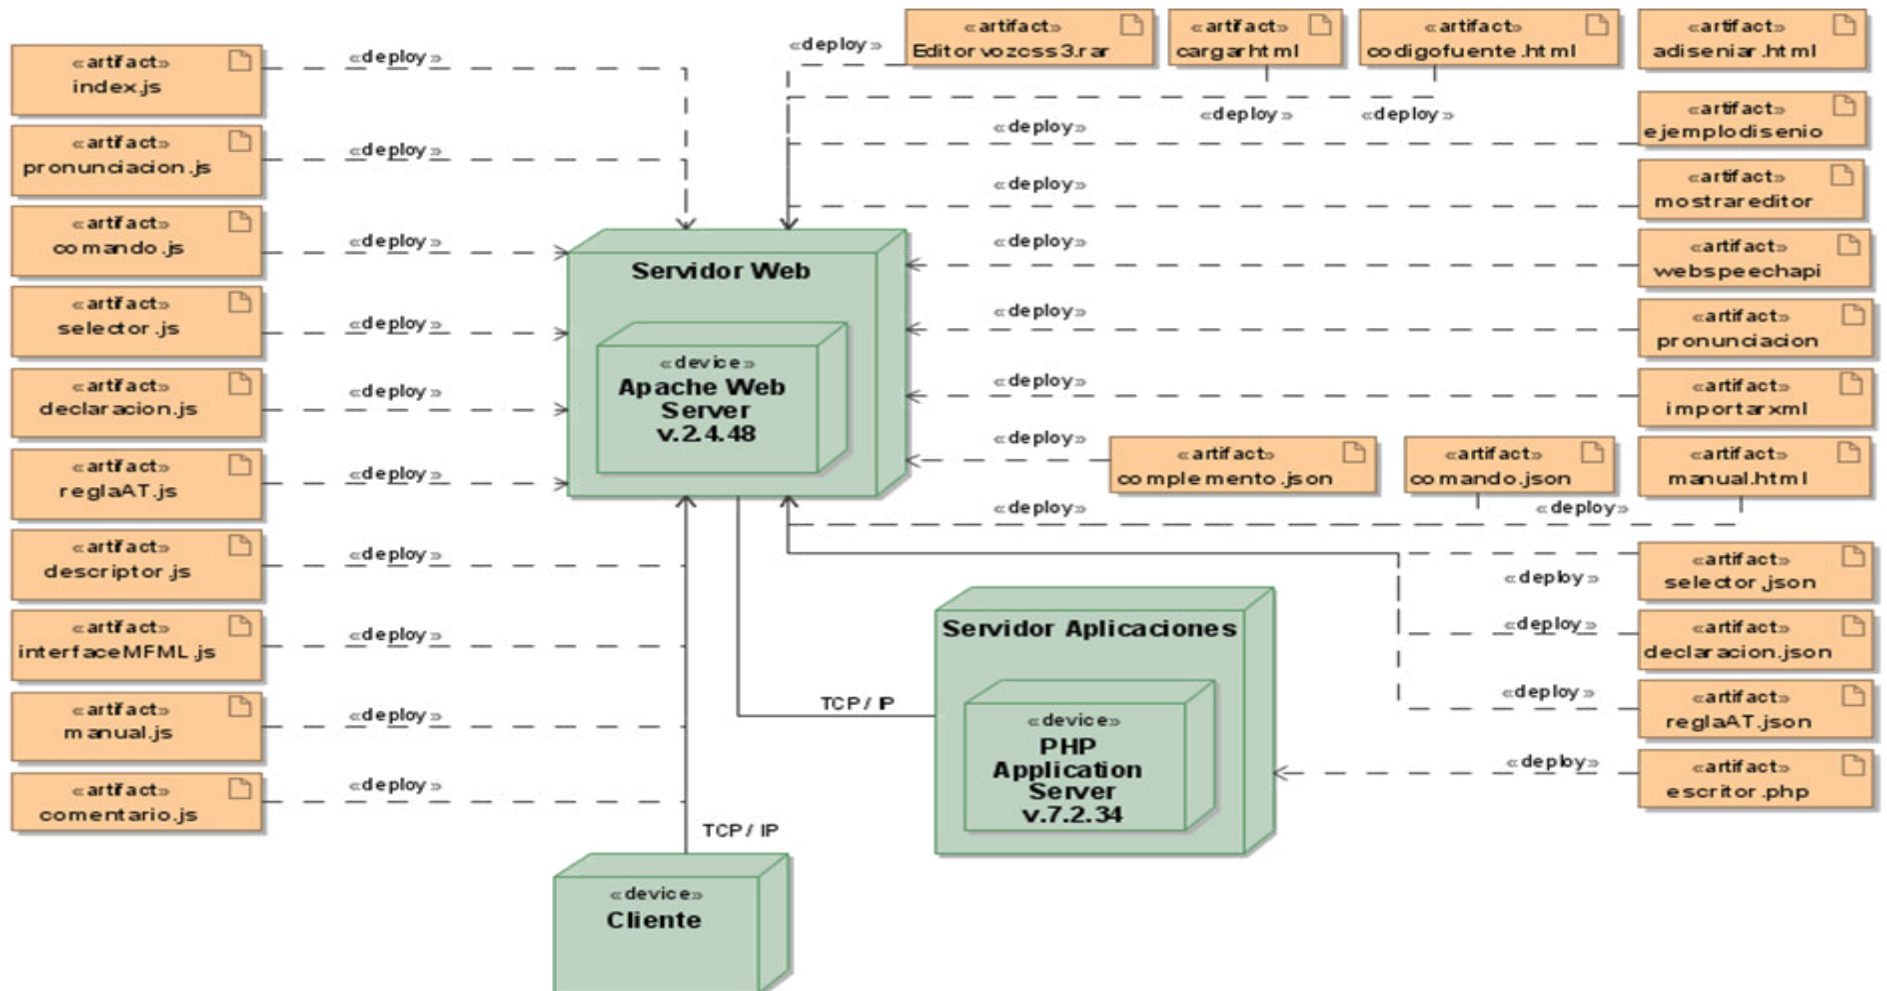 «artifact»
index.js
«artifact»
pronunciacion.js
«artifact»
comando.js
«artifact»
selector.js
«artifact»
declaracion.js
«artifact»
reglaAT.js
«artifact»
descriptor.js
«artifact»
interfaceMFML.js
«artifact»
manual.js
«artifact»
comentario.js
«deploy»
«deploy»
«deploy»
«deploy»
«deploy»
«deploy»
«deploy»
«deploy»
«deploy»
«deploy»
«deploy»
«artifact»
Editorvozcss3.rar
«artifact»
cargarhtml
«artifact»
codigofuente.html
«artifact»
adiseniar.html
«deploy»
«deploy»
«deploy»
«artifact»
ejemplodisenio
«deploy»
«artifact»
mostrareditor
«deploy»
«artifact»
webspeechapi
«deploy»
«artifact»
pronunciacion
«deploy»
«artifact»
importarxml
Servidor Web
«device»
Apache Web
Server
v.2.4.48
«deploy»
«artifact»
complemento.json
«artifact»
comando.json
«artifact»
manual.html
«deploy»
«deploy»
«artifact»
selector.json
«deploy»
«artifact»
declaracion.json
«deploy»
«artifact»
reglaAT.json
«deploy»
«artifact»
escritor.php
«deploy»
Servidor Aplicaciones
«device»
PHP
Application
Server
v.7.2.34
TCP / IP
TCP / IP
«device»
Cliente